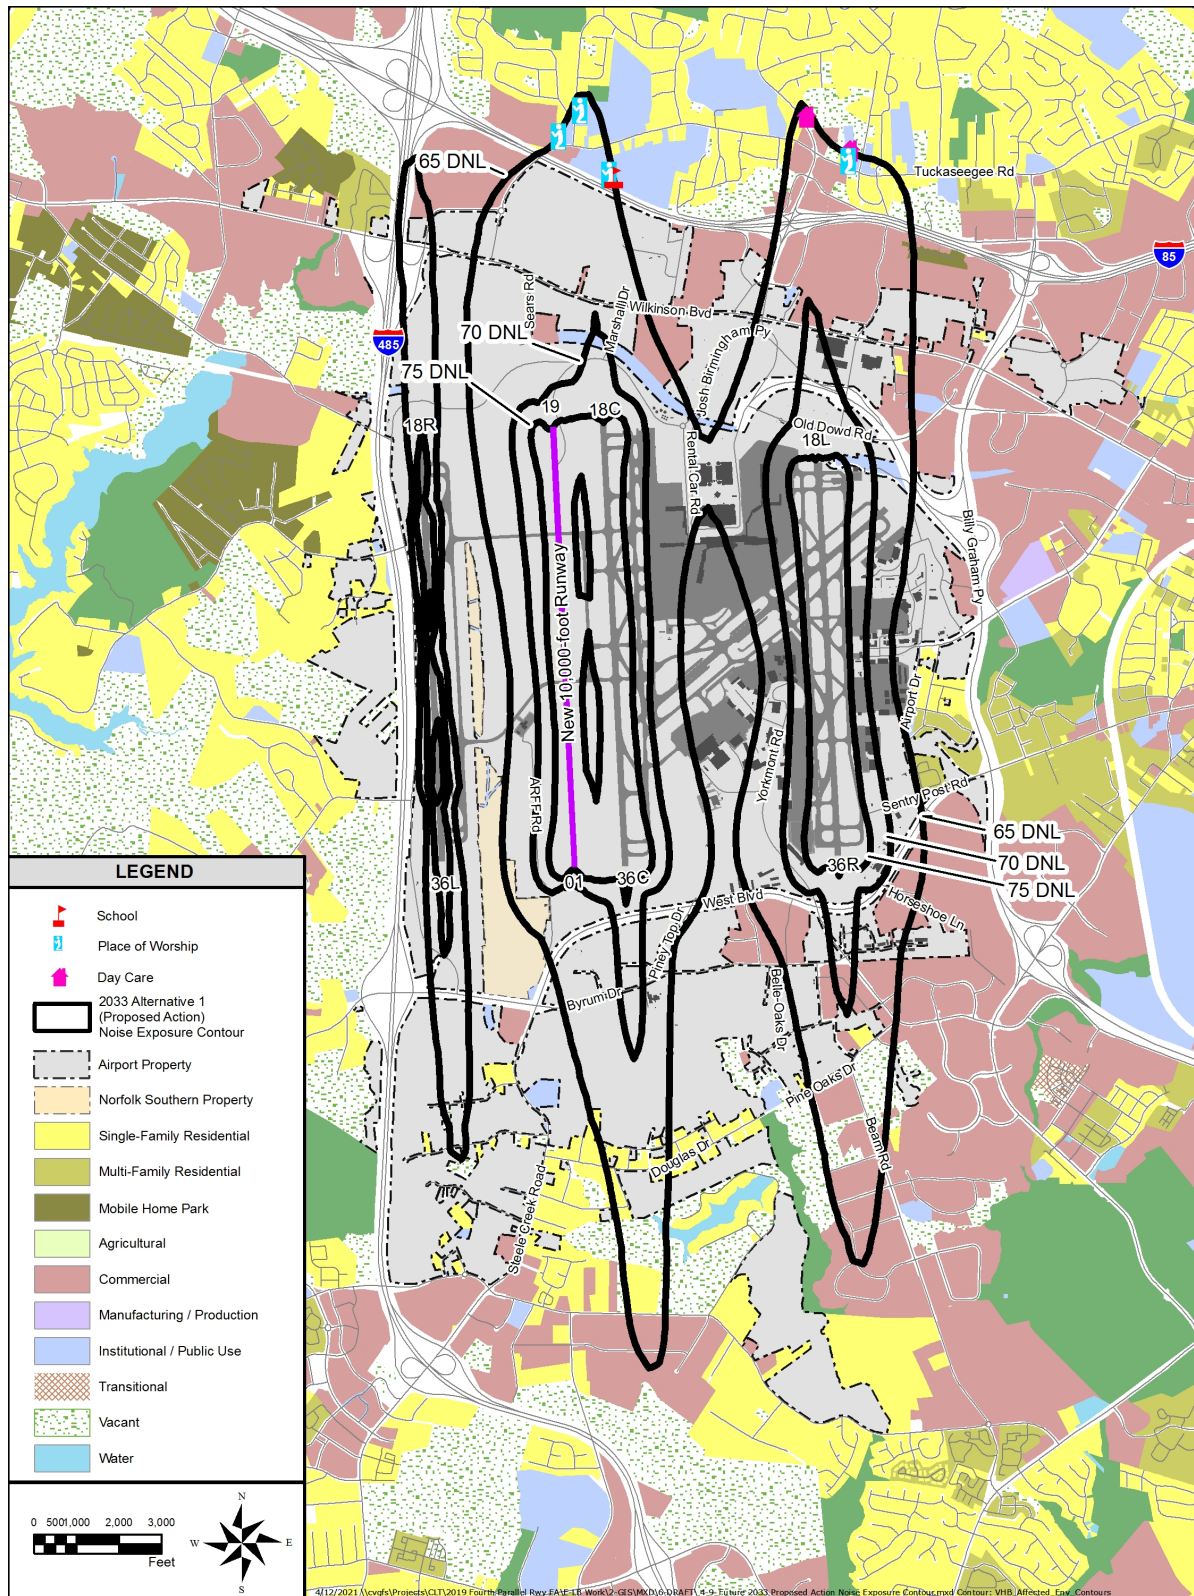 65 DNL
Tuckaseegee Rd
85
Sears Rd
Marshall Dr
Wilkinson Blvd
70 DNL
Josh Birmingham Py
485
75 DNL
19
18C
18R
Old Dowd Rd
18L
Rental Car Rd
Billy Graham Py
New 10,000-foot Runway
Airport Dr
Yorkmont Rd
ARFF Rd
Sentry Post Rd
65 DNL
70 DNL
75 DNL
36R
36L
01
36C
West Blvd
Horseshoe Ln
Piney Top Dr
Byrum Dr
Belle Oaks Dr
Pine Oaks Dr
Beam Rd
Douglas Dr
Steele Creek Road
LEGEND
School
Place of Worship
Day Care
2033 Alternative 1
(Proposed Action)
Noise Exposure Contour
Airport Property
Norfolk Southern Property
Single-Family Residential
Multi-Family Residential
Mobile Home Park
Agricultural
Commercial
Manufacturing / Production
Institutional / Public Use
Transitional
Vacant
Water
0 500 1,000 2,000 3,000
Feet
N
W E
S
4/12/2021